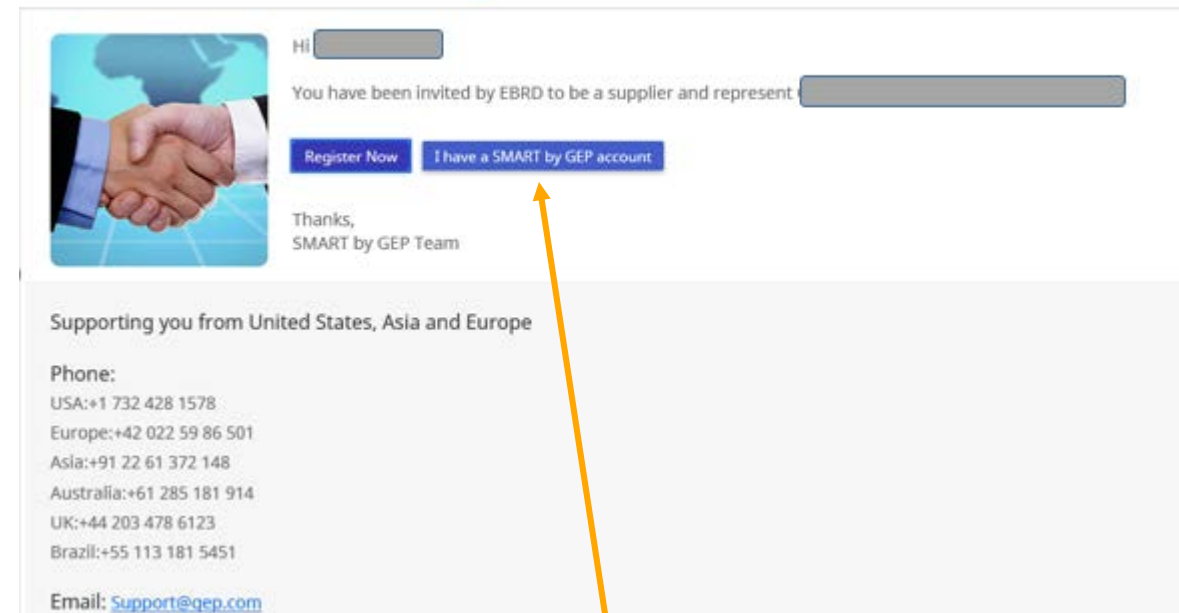 Hi
You have been invited by EBRD to be a supplier and represent
Register Now
I have a SMART by GEP account
Thanks,
SMART by GEP Team
Supporting you from United States, Asia and Europe
Phone:
USA:+1 732 428 1578
Europe:+42 022 59 86 501
Asia:+91 22 61 372 148
Australia:+61 285 181 914
UK:+44 203 478 6123
Brazil:+55 113 181 5451
Email: Support@gep.com